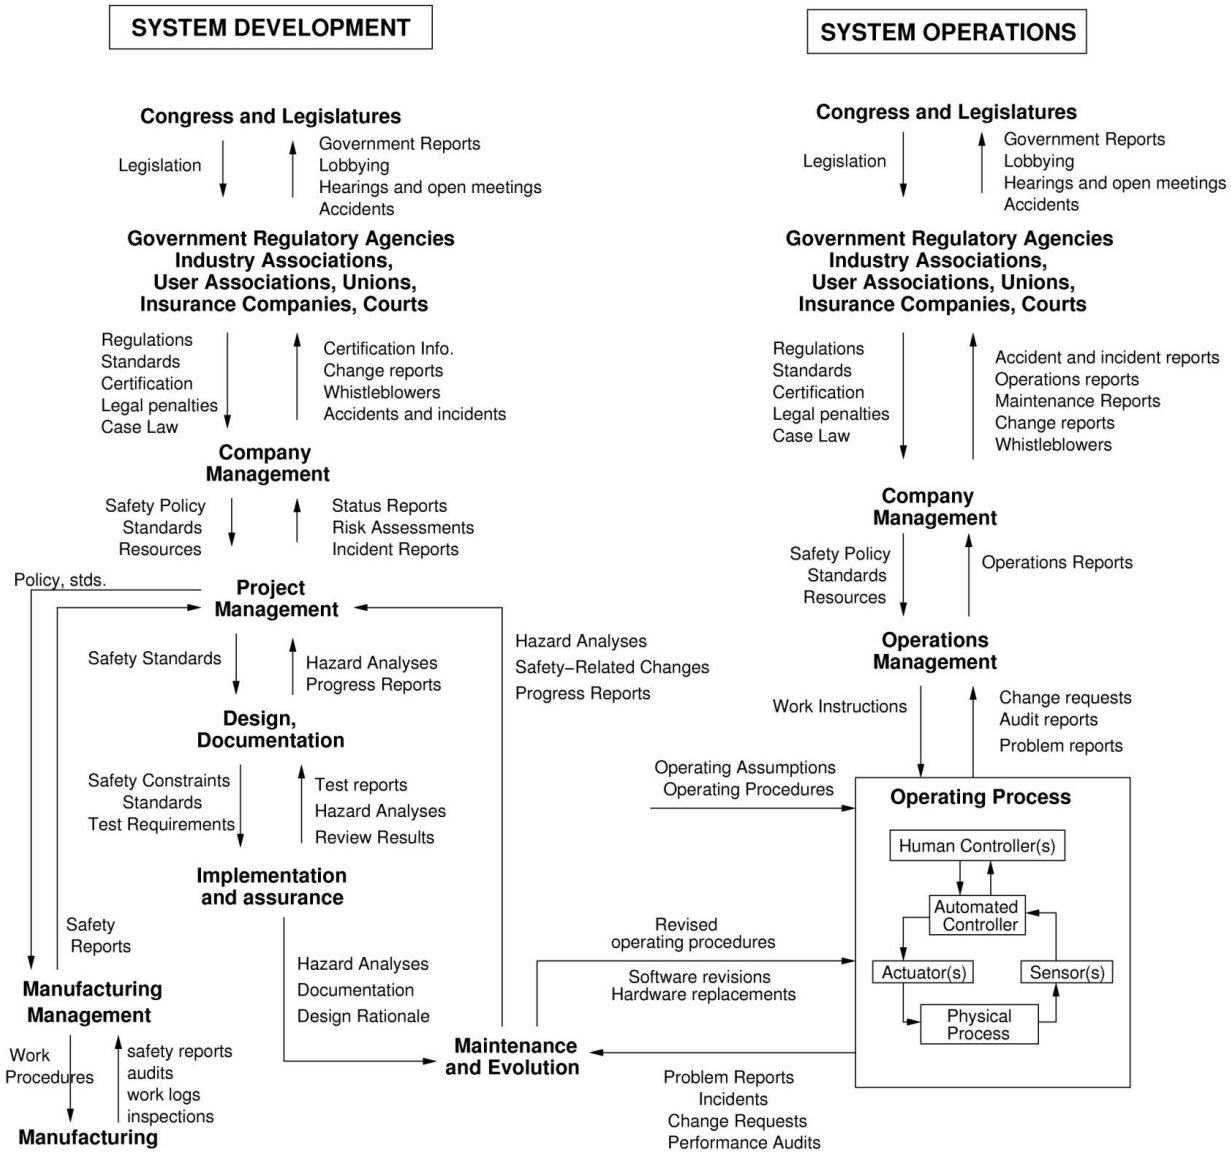 SYSTEM DEVELOPMENT
Congress and Legislatures
Legislation
Government Reports
Lobbying
Hearings and open meetings
Accidents
Government Regulatory Agencies
Industry Associations,
User Associations, Unions,
Insurance Companies, Courts
Regulations
Standards
Certification
Legal penalties
Case Law
Certification Info.
Change reports
Whistleblowers
Accidents and incidents
Company
Management
Safety Policy
Standards
Resources
Status Reports
Risk Assessments
Incident Reports
Policy, stds.
Project
Management
Safety Standards
Hazard Analyses
Progress Reports
Hazard Analyses
Safety–Related Changes
Progress Reports
Design,
Documentation
Safety Constraints
Standards
Test Requirements
Test reports
Hazard Analyses
Review Results
Implementation
and assurance
Safety
Reports
Hazard Analyses
Documentation
Design Rationale
Manufacturing
Management
Work
Procedures
safety reports
audits
work logs
inspections
Manufacturing
Maintenance
and Evolution
SYSTEM OPERATIONS
Congress and Legislatures
Legislation
Government Reports
Lobbying
Hearings and open meetings
Accidents
Government Regulatory Agencies
Industry Associations,
User Associations, Unions,
Insurance Companies, Courts
Regulations
Standards
Certification
Legal penalties
Case Law
Accident and incident reports
Operations reports
Maintenance Reports
Change reports
Whistleblowers
Company
Management
Safety Policy
Standards
Resources
Operations Reports
Operations
Management
Work Instructions
Change requests
Audit reports
Problem reports
Operating Assumptions
Operating Procedures
Operating Process
Human Controller(s)
Automated
Controller
Actuator(s)
Sensor(s)
Physical
Process
Revised
operating procedures
Software revisions
Hardware replacements
Problem Reports
Incidents
Change Requests
Performance Audits